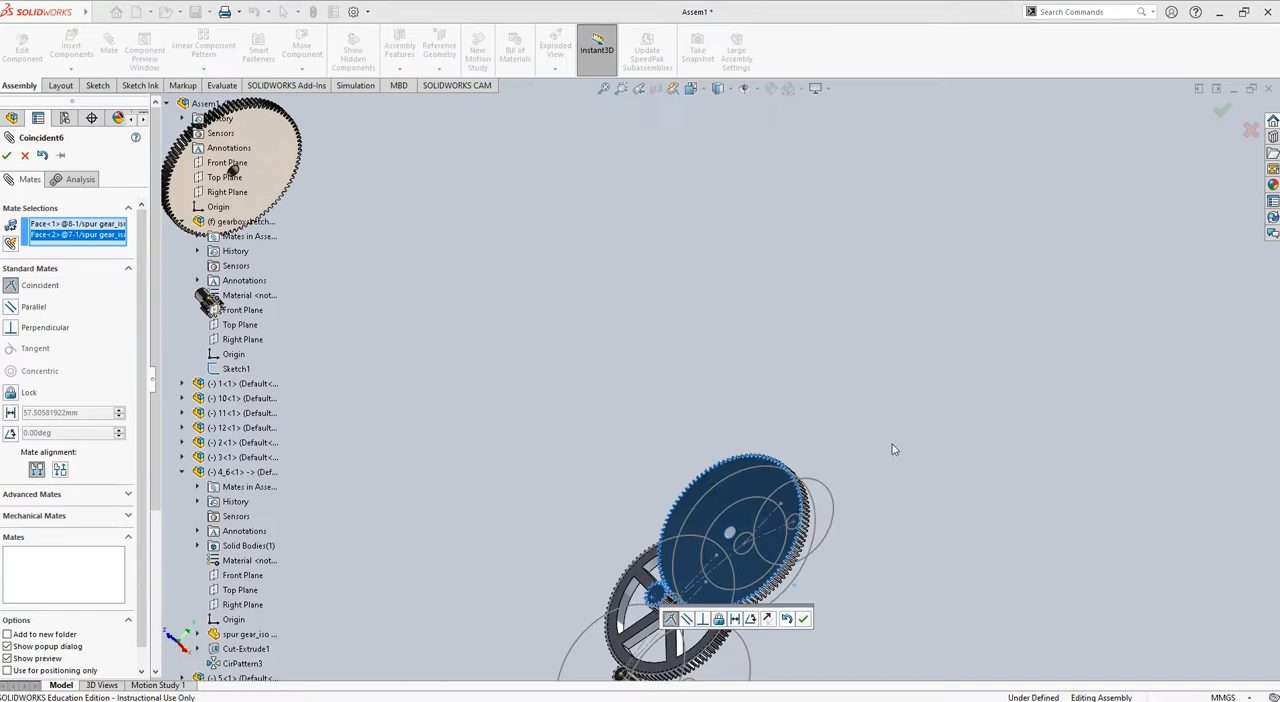 SOLIDWORKS
Assem1 *
Search Commands
Edit Component
Insert Components
Mate
Component Preview Window
Linear Component Pattern
Smart Fasteners
Move Component
Show Hidden Components
Assembly Features
Reference Geometry
New Motion Study
Bill of Materials
Exploded View
Instant3D
Update SpeedPak Subassemblies
Take Snapshot
Large Assembly Settings
Assembly Layout Sketch Sketch Ink Markup Evaluate SOLIDWORKS Add-Ins Simulation MBD SOLIDWORKS CAM
Coincident6
Mates Analysis
Mate Selections
Face<1>@8-1/spur gear_iso
Face<2>@7-1/spur gear_iso
Standard Mates
Coincident
Parallel
Perpendicular
Tangent
Concentric
Lock
57.50581922mm
0.00deg
Mate alignment:
Advanced Mates
Mechanical Mates
Mates
Options
Add to new folder
Show popup dialog
Show preview
Use for positioning only
Assem1
Sensors
Annotations
Front Plane
Top Plane
Right Plane
Origin
Mates in Asse...
History
Sensors
Annotations
Material <not...
Front Plane
Top Plane
Right Plane
Origin
Sketch1
(-) 1<1> (Default<...
(-) 10<1> (Default...
(-) 11<1> (Default...
(-) 12<1> (Default...
(-) 2<1> (Default<...
(-) 3<1> (Default<...
(-) 4_6<1> -> (Def...
Mates in Asse...
History
Sensors
Annotations
Solid Bodies(1)
Material <not...
Front Plane
Top Plane
Right Plane
Origin
spur gear_iso ...
Cut-Extrude1
CirPattern3
(-) 5<1> (Default<...
Model 3D Views Motion Study 1
SOLIDWORKS Education Edition - Instructional Use Only
Under Defined Editing Assembly MMGS